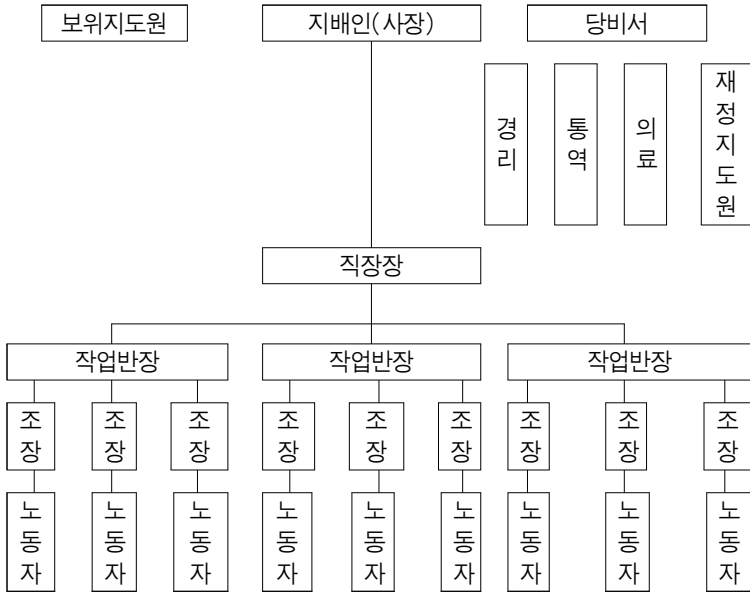 보위지도원
지배인(사장)
당비서
경리
통역
의료
재정지도원
직장장
작업반장
작업반장
작업반장
조장
조장
조장
조장
조장
조장
조장
조장
조장
노동자
노동자
노동자
노동자
노동자
노동자
노동자
노동자
노동자